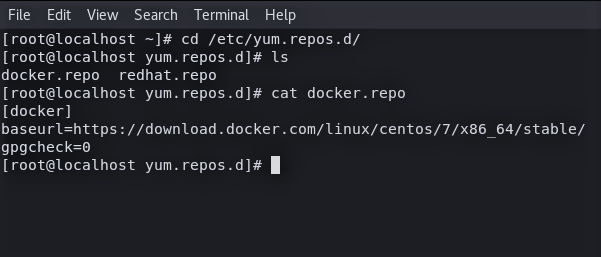 File Edit View Search Terminal Help
[root@localhost ~]# cd /etc/yum.repos.d/
[root@localhost yum.repos.d]# ls
docker.repo  redhat.repo
[root@localhost yum.repos.d]# cat docker.repo
[docker]
baseurl=https://download.docker.com/linux/centos/7/x86_64/stable/
gpgcheck=0
[root@localhost yum.repos.d]#